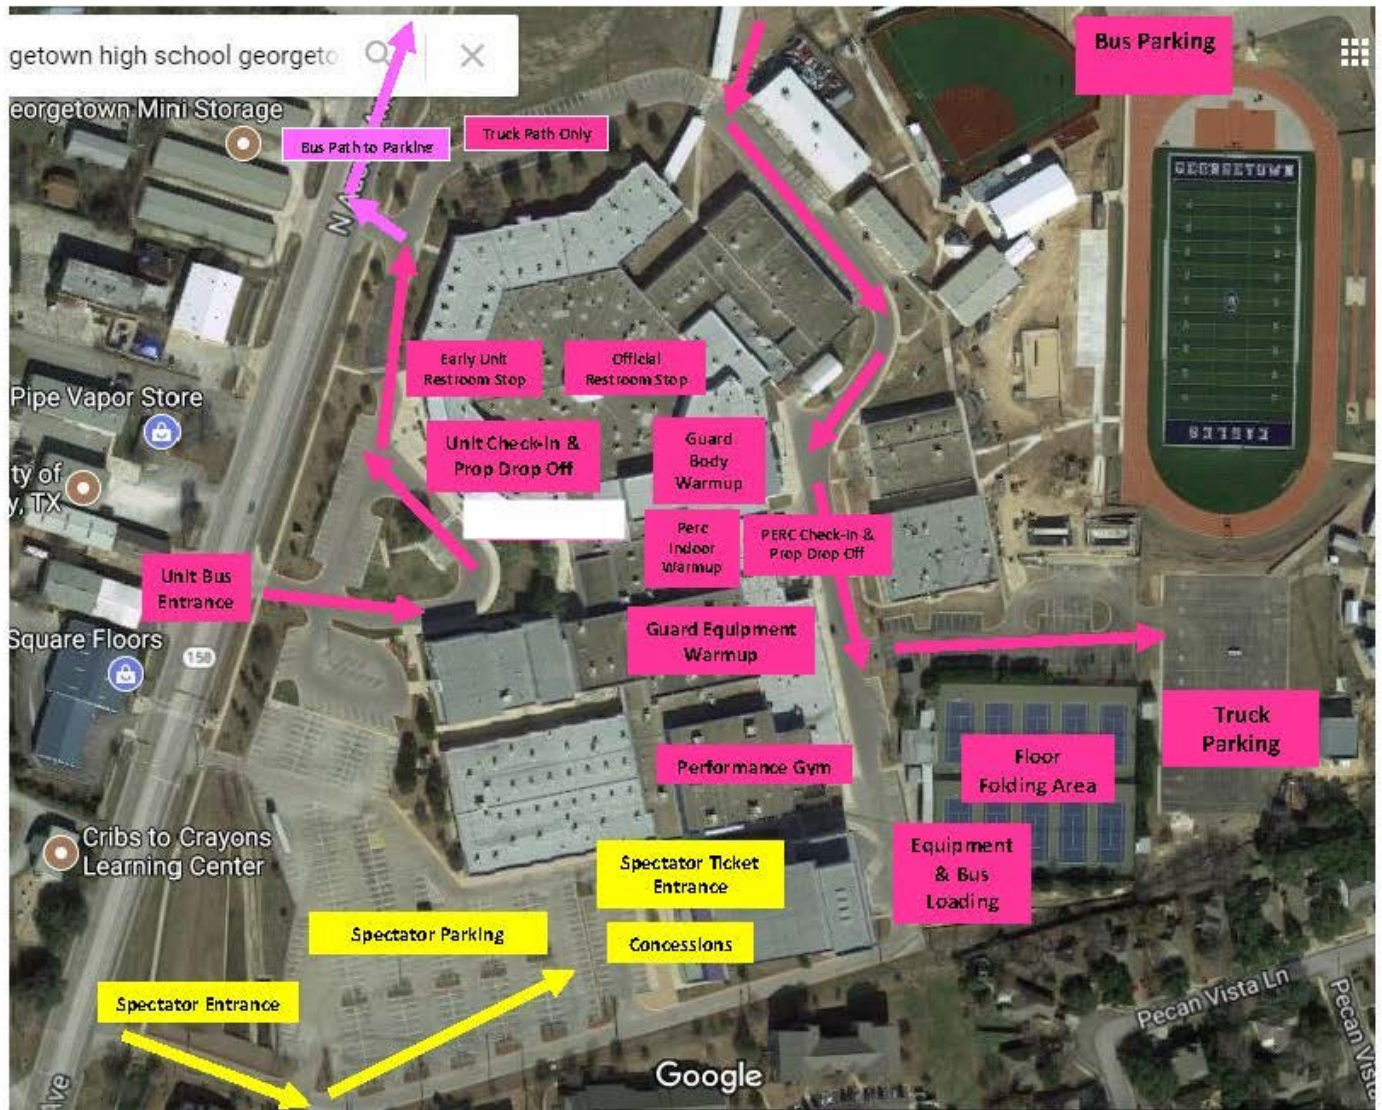 getown high school georgeto
Bus Parking
eorgetown Mini Storage
Bus Path to Parking
Truck Path Only
GEORGETOWN
N A
Early Unit
Restroom Stop
Official
Restroom Stop
Pipe Vapor Store
Unit Check-In &
Prop Drop Off
Guard
Body
Warmup
EAGLES
ty of
y, TX
Perc
Indoor
Warmup
PERC Check-In &
Prop Drop Off
Unit Bus
Entrance
Square Floors
158
Guard Equipment
Warmup
Truck
Parking
Performance Gym
Floor
Folding Area
Cribs to Crayons
Learning Center
Spectator Ticket
Entrance
Equipment
& Bus
Loading
Spectator Parking
Concessions
Spectator Entrance
Pecan Vista Ln
Pecan Vista
Google
Ave